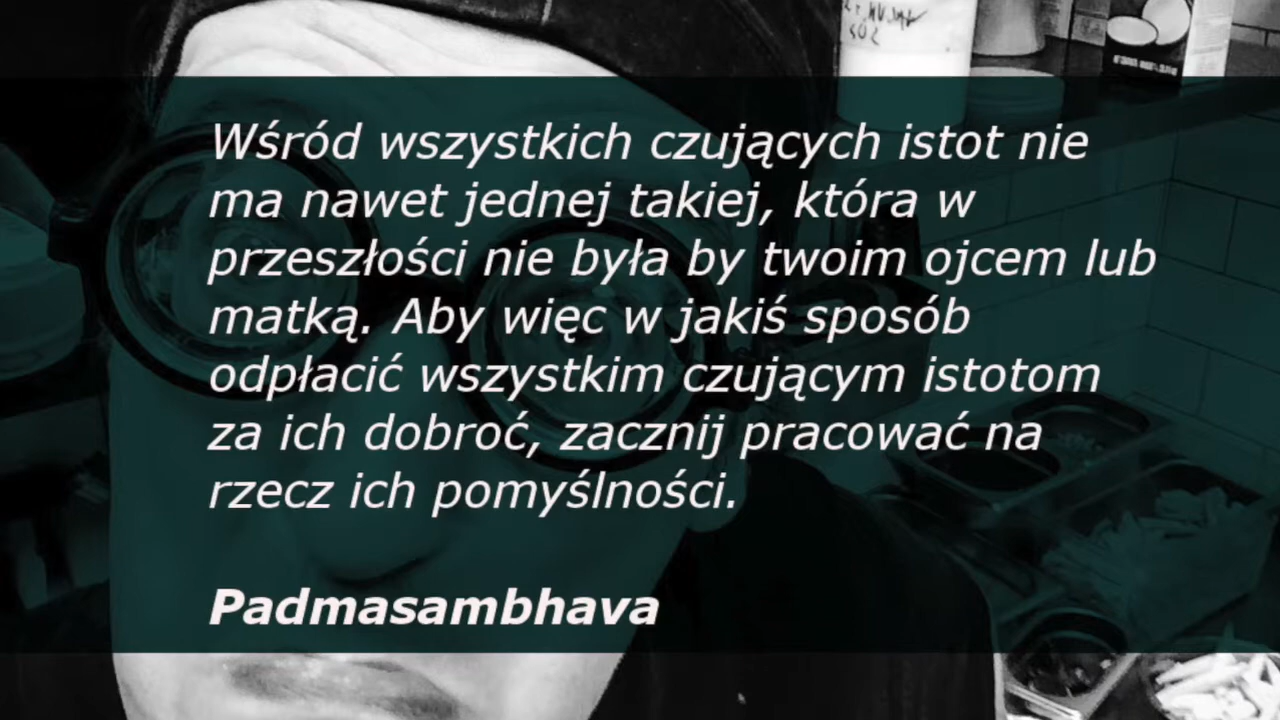 Wśród wszystkich czujących istot nie
ma nawet jednej takiej, która w
przeszłości nie była by twoim ojcem lub
matką. Aby więc w jakiś sposób
odpłacić wszystkim czującym istotom
za ich dobroć, zacznij pracować na
rzecz ich pomyślności.
Padmasambhava